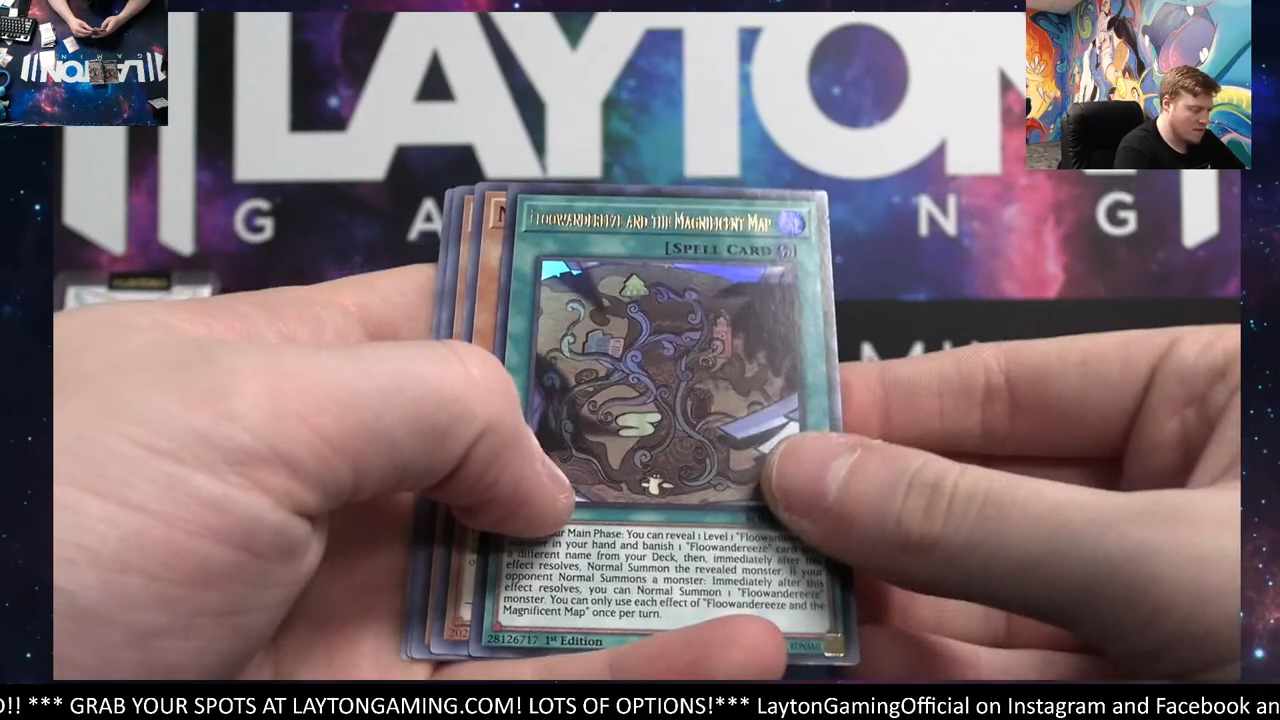 LAYTON
G A N G
Floowandereeze and the Magnificent Map
[Spell Card
ur Main Phase: You can reveal 1 Level 1 "Floowande
in your hand and banish 1 "Floowandereeze" card
a different name from your Deck, then, immediately after
effect resolves, Normal Summon the revealed monster. If your
opponent Normal Summons a monster: Immediately after this
effect resolves, you can Normal Summon 1 "Floowandereeze"
monster. You can only use each effect of "Floowandereeze and the
Magnificent Map" once per turn.
28126717 1st Edition
KONAMI
!! *** GRAB YOUR SPOTS AT LAYTONGAMING.COM! LOTS OF OPTIONS!*** LaytonGamingOfficial on Instagram and Facebook an